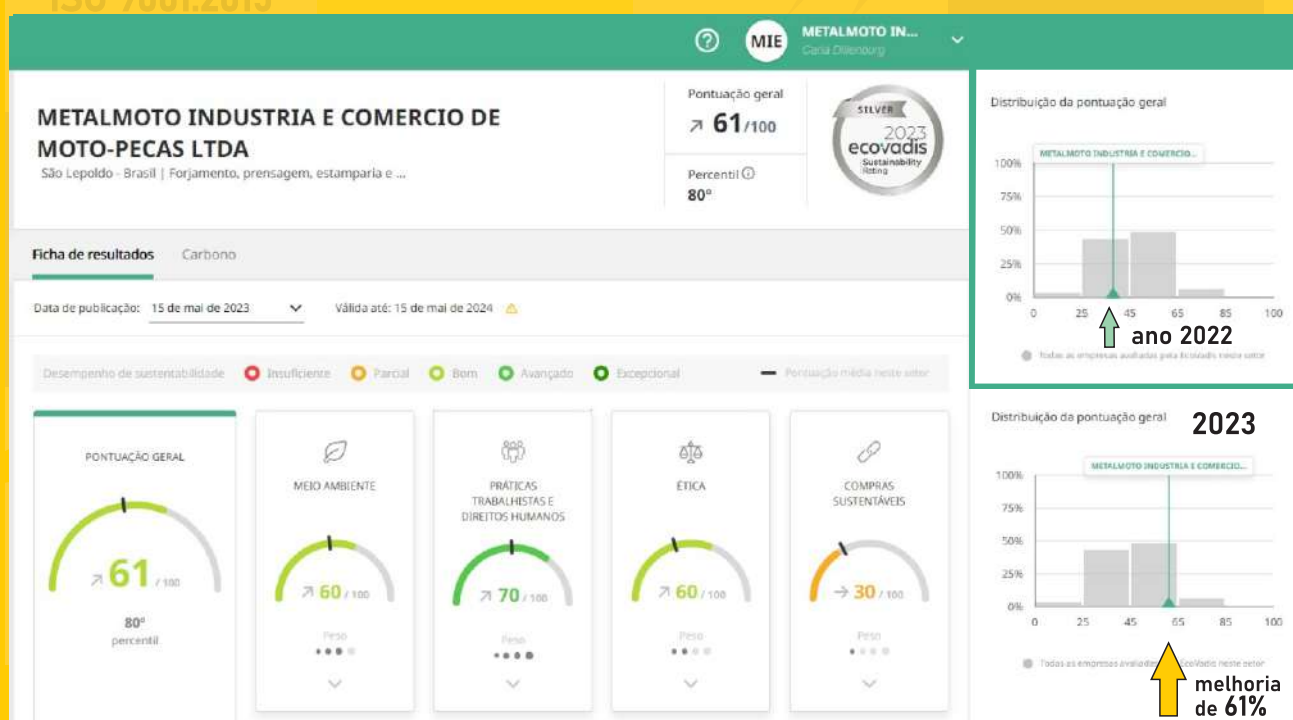 ISO 9001:2015
MIE
METALMOTO IN...
Carla Dillenburg
METALMOTO INDUSTRIA E COMERCIO DE
MOTO-PECAS LTDA
São Lepoldo - Brasil | Forjamento, prensagem, estamparia e ...
Pontuação geral
61/100
Percentil
80°
SILVER
2023
ecovadis
Sustainability
Rating
Ficha de resultados
Carbono
Data de publicação: 15 de mai de 2023
Válida até: 15 de mai de 2024
Desempenho de sustentabilidade
Insuficiente
Parcial
Bom
Avançado
Excepcional
Pontuação média neste setor
PONTUAÇÃO GERAL
61 / 100
80°
percentil
MEIO AMBIENTE
60 / 100
Peso
PRÁTICAS
TRABALHISTAS E
DIREITOS HUMANOS
70 / 100
Peso
ÉTICA
60 / 100
Peso
COMPRAS
SUSTENTÁVEIS
30 / 100
Peso
Distribuição da pontuação geral
METALMOTO INDUSTRIA E COMERCIO...
100%
75%
50%
25%
0%
0 25 45 65 85 100
ano 2022
Todas as empresas avaliadas pela EcoVadis neste setor
Distribuição da pontuação geral
2023
METALMOTO INDUSTRIA E COMERCIO...
100%
75%
50%
25%
0%
0 25 45 65 85 100
Todas as empresas avaliadas EcoVadis neste setor
melhoria
de 61%